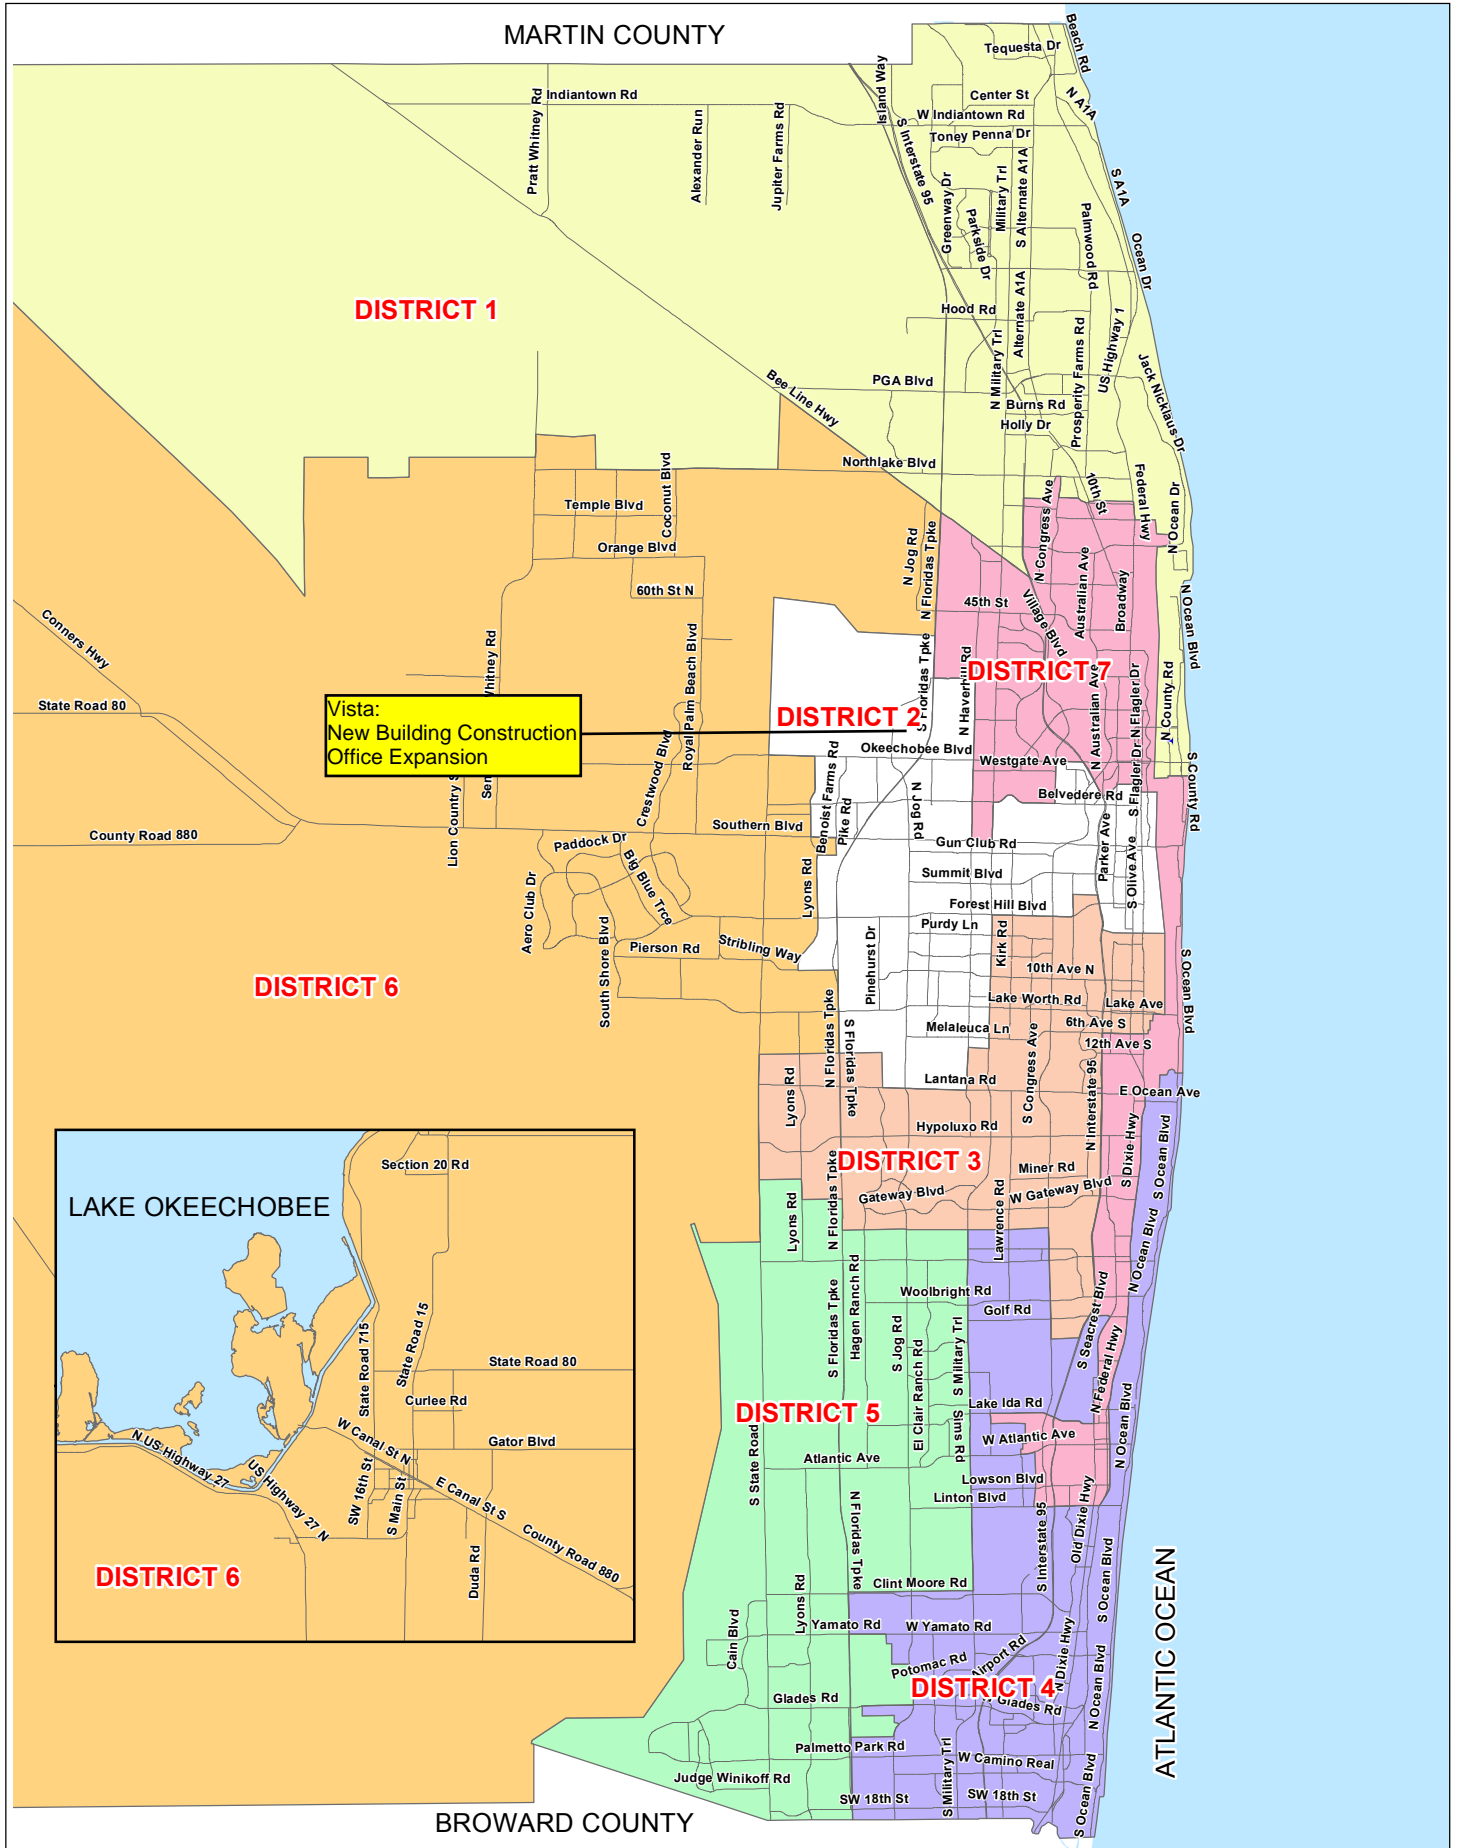 MARTIN COUNTY
Beach Rd
Tequesta Dr
Island Way
Indiantown Rd
Pratt Whitney Rd
Center St
N A1A
W Indiantown Rd
Alexander Run
Jupiter Farms Rd
S Interstate 95
Toney Penna Dr
S A1A
Greenway Dr
Parkside Dr
Military Trl
S Alternate A1A
Palmwood Rd
Ocean Dr
DISTRICT 1
Hood Rd
Alternate A1A
N Military Trl
Prosperity Farms Rd
US Highway 1
Jack Nicklaus Dr
Bee Line Hwy
PGA Blvd
Burns Rd
Holly Dr
Northlake Blvd
Coconut Blvd
Temple Blvd
Orange Blvd
10th St
Federal Hwy
N Ocean Dr
N Congress Ave
N Jog Rd
N Floridas Tpke
60th St N
45th St
Village Blvd
Australian Ave
Broadway
N Ocean Blvd
Conners Hwy
Whitney Rd
Royal Palm Beach Blvd
S Floridas Tpke
N Haverhill Rd
DISTRICT 7
N Australian Ave
N Flagler Dr
N County Rd
State Road 80
Vista:
New Building Construction
Office Expansion
DISTRICT 2
Crestwood Blvd
Okeechobee Blvd
Westgate Ave
Belvedere Rd
S Flagler Dr
S County Rd
Sem
Lion Country S
County Road 880
Southern Blvd
Benoist Farms Rd
Pike Rd
N Jog Rd
Gun Club Rd
Parker Ave
S Olive Ave
Paddock Dr
Big Blue Trce
Aero Club Dr
Lyons Rd
Summit Blvd
Forest Hill Blvd
South Shore Blvd
Pierson Rd
Stribling Way
Pinehurst Dr
Purdy Ln
Kirk Rd
10th Ave N
S Ocean Blvd
DISTRICT 6
N Floridas Tpke
S Floridas Tpke
Lake Worth Rd
Lake Ave
6th Ave S
Melaleuca Ln
12th Ave S
S Congress Ave
N Interstate 95
Lyons Rd
Lantana Rd
E Ocean Ave
Hypoluxo Rd
S Dixie Hwy
S Ocean Blvd
DISTRICT 3
Miner Rd
Gateway Blvd
W Gateway Blvd
Lawrence Rd
Lyons Rd
N Floridas Tpke
N Ocean Blvd
Hagen Ranch Rd
S Floridas Tpke
Woolbright Rd
Golf Rd
S Seacrest Blvd
S Jog Rd
El Clair Ranch Rd
S Military Trl
N Federal Hwy
Lake Ida Rd
N Ocean Blvd
DISTRICT 5
Sims Rd
W Atlantic Ave
S State Road
Atlantic Ave
Lowson Blvd
Linton Blvd
N Floridas Tpke
S Interstate 95
Old Dixie Hwy
S Ocean Blvd
Clint Moore Rd
Lyons Rd
Yamato Rd
W Yamato Rd
Cain Blvd
Potomac Rd
Airport Rd
N Dixie Hwy
DISTRICT 4
Glades Rd
W Glades Rd
N Ocean Blvd
Palmetto Park Rd
S Military Trl
W Camino Real
Judge Winikoff Rd
SW 18th St
SW 18th St
S Ocean Blvd
ATLANTIC OCEAN
BROWARD COUNTY
Section 20 Rd
LAKE OKEECHOBEE
State Road 715
State Road 15
State Road 80
Curlee Rd
W Canal St N
Gator Blvd
N US Highway 27
US Highway 27 N
SW 16th St
S Main St
E Canal St S
County Road 880
Duda Rd
DISTRICT 6